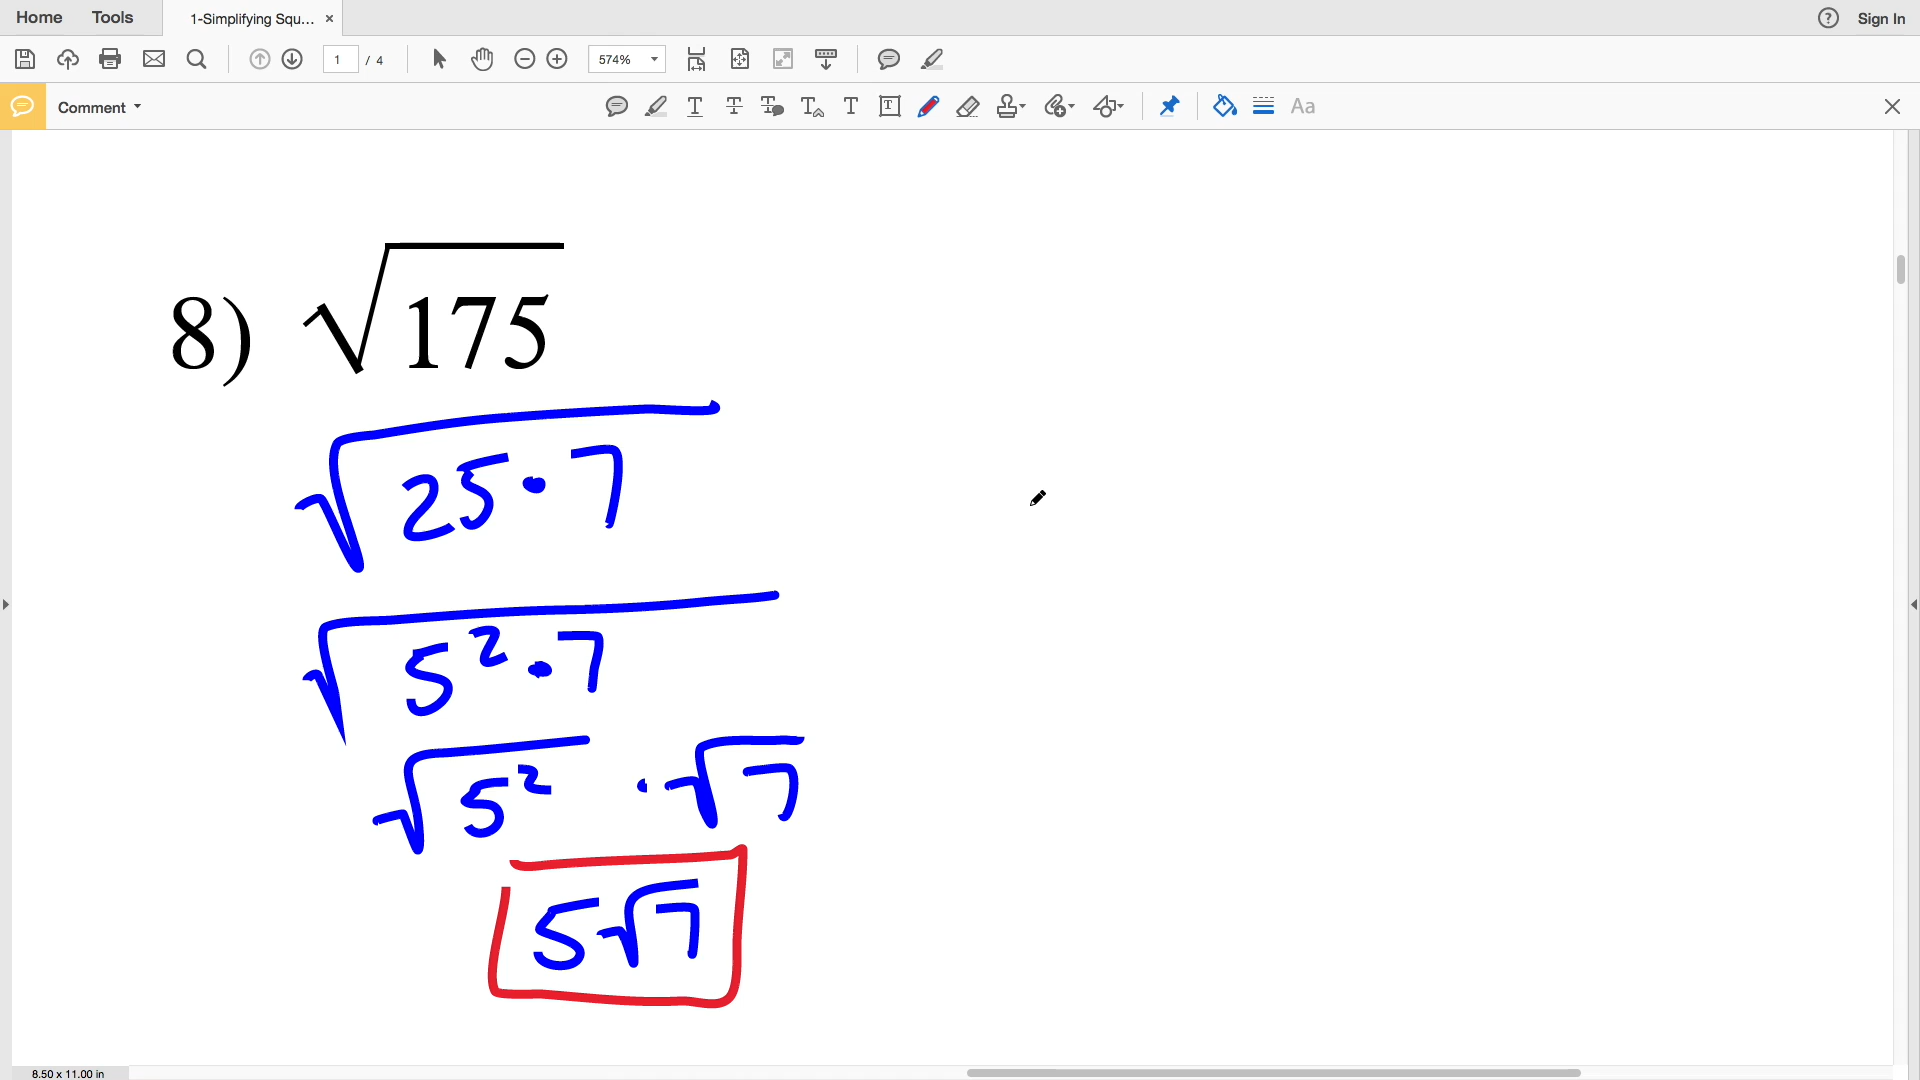 Home Tools 1-Simplifying Squ... × ? Sign In
1 / 4 574%
Comment T T T T T T Aa
8) √175
√25·7
√5²·7
√5² · √7
5√7
8.50 x 11.00 in